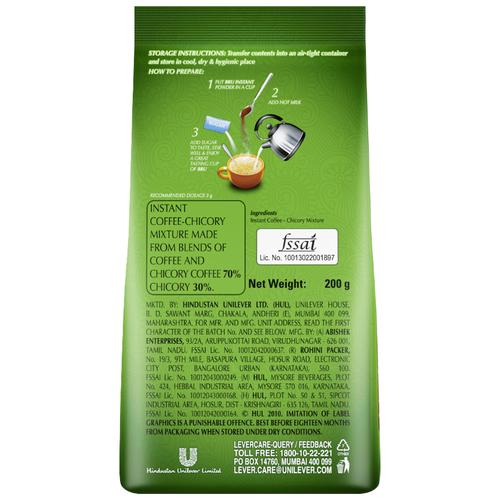 STORAGE INSTRUCTIONS: Transfer contents into an air-tight container
and store in cool, dry & hygienic place
HOW TO PREPARE:
1 PUT BRU INSTANT
POWDER IN A CUP
2
ADD HOT MILK
3
ADD SUGAR
TO TASTE, STIR
WELL & ENJOY
A GREAT
TASTING CUP
OF BRU
RECOMMENDED DOSAGE 2 g
INSTANT
COFFEE-CHICORY
MIXTURE MADE
FROM BLENDS OF
COFFEE AND
CHICORY COFFEE 70%
CHICORY 30%.
Ingredients
Instant Coffee - Chicory Mixture
fssai
Lic. No. 10013022001897
Net Weight: 200 g
MKTD. BY: HINDUSTAN UNILEVER LTD. (HUL), UNILEVER HOUSE,
B. D. SAWANT MARG, CHAKALA, ANDHERI (E), MUMBAI 400 099,
MAHARASHTRA, FOR MFR. AND MFG. UNIT ADDRESS, READ THE FIRST
CHARACTER OF THE BATCH No. AND SEE BELOW. MFG. BY: (A) ABISHEK
ENTERPRISES, 93/2A, ARUPPUKOTTAI ROAD, VIRUDHUNAGAR - 626 001,
TAMIL NADU. FSSAI Lic. No. 10012042000637. (R) ROHINI PACKER,
No. 19/3, 9TH MILE, BASAPURA VILLAGE, HOSUR ROAD, ELECTRONIC
CITY POST, BANGALORE URBAN (KARNATAKA), 560 100.
FSSAI Lic. No. 10012043000249. (M) HUL, MYSORE BEVERAGES, PLOT
No. 424, HEBBAL INDUSTRIAL AREA, MYSORE 570 016, KARNATAKA,
FSSAI Lic. No. 10012043000168. (H) HUL, PLOT No. 50 & 51, SIPCOT
INDUSTRIAL AREA, HOSUR, DIST - KRISHNAGIRI - 635 126, TAMIL NADU.
FSSAI Lic. No. 10012042000164. © HUL 2010. IMITATION OF LABEL
GRAPHICS IS A PUNISHABLE OFFENCE. BEST BEFORE EIGHTEEN MONTHS
FROM PACKAGING WHEN STORED UNDER DRY CONDITIONS.
Hindustan Unilever Limited
LEVERCARE-QUERY / FEEDBACK
TOLL FREE: 1800-10-22-221
PO BOX 14760, MUMBAI 400 099
LEVER.CARE@UNILEVER.COM